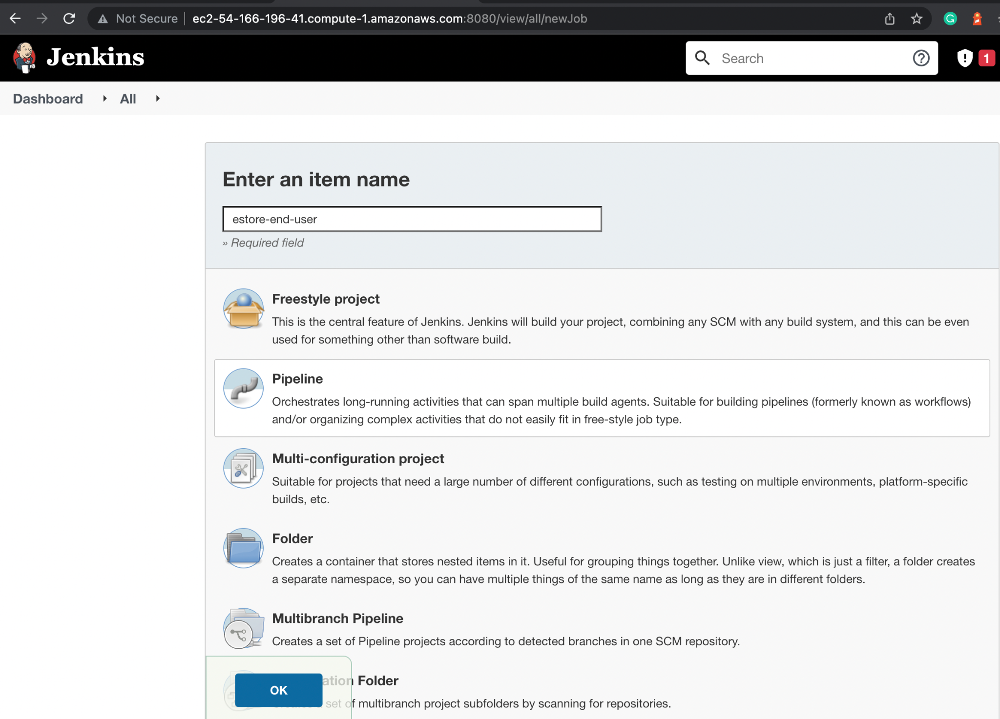 Not Secure
ec2-54-166-196-41.compute-1.amazonaws.com:8080/view/all/newJob
G
Jenkins
Search
?
!
1
Dashboard
All
Enter an item name
estore-end-user
» Required field
Freestyle project
This is the central feature of Jenkins. Jenkins will build your project, combining any SCM with any build system, and this can be even
used for something other than software build.
Pipeline
Orchestrates long-running activities that can span multiple build agents. Suitable for building pipelines (formerly known as workflows)
and/or organizing complex activities that do not easily fit in free-style job type.
Multi-configuration project
Suitable for projects that need a large number of different configurations, such as testing on multiple environments, platform-specific
builds, etc.
Folder
Creates a container that stores nested items in it. Useful for grouping things together. Unlike view, which is just a filter, a folder creates
a separate namespace, so you can have multiple things of the same name as long as they are in different folders.
Multibranch Pipeline
Creates a set of Pipeline projects according to detected branches in one SCM repository.
ation Folder
OK
set of multibranch project subfolders by scanning for repositories.